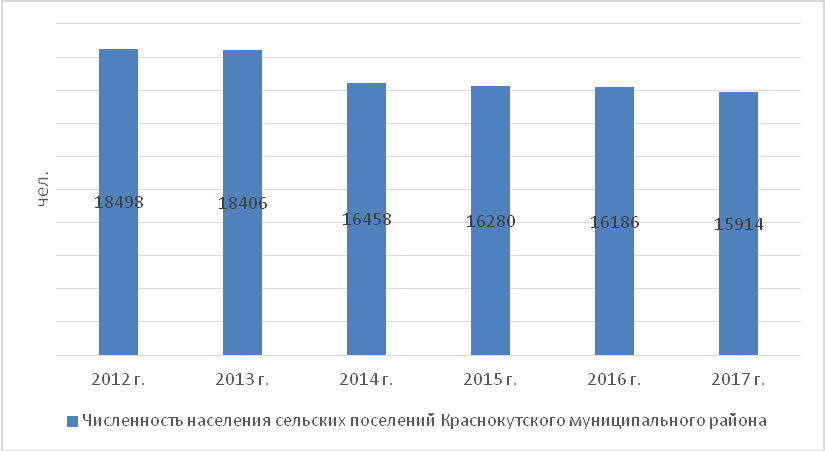 чел.
18498
18406
16458
16280
16186
15914
2012 г.
2013 г.
2014 г.
2015 г.
2016 г.
2017 г.
Численность населения сельских поселений Краснокутского муниципального района